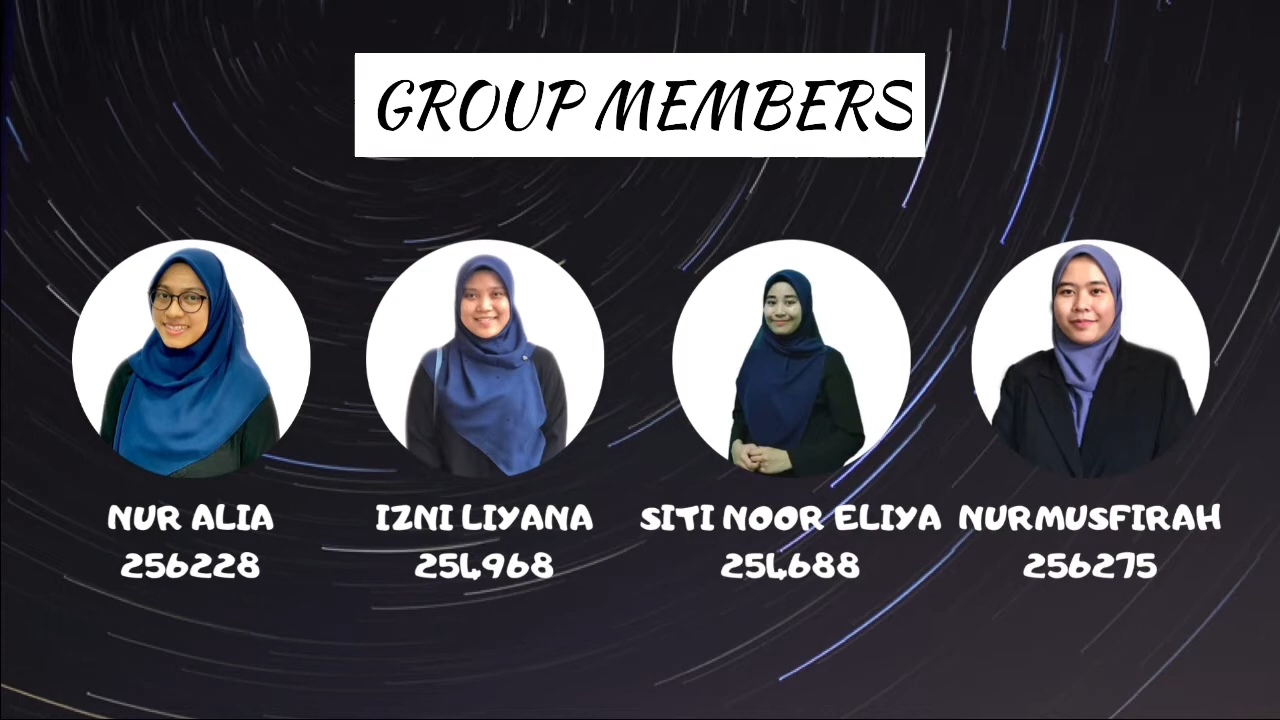 GROUP MEMBERS
NUR ALIA
256228
IZNI LIYANA
254968
SITI NOOR ELIYA
254688
NURMUSFIRAH
256275